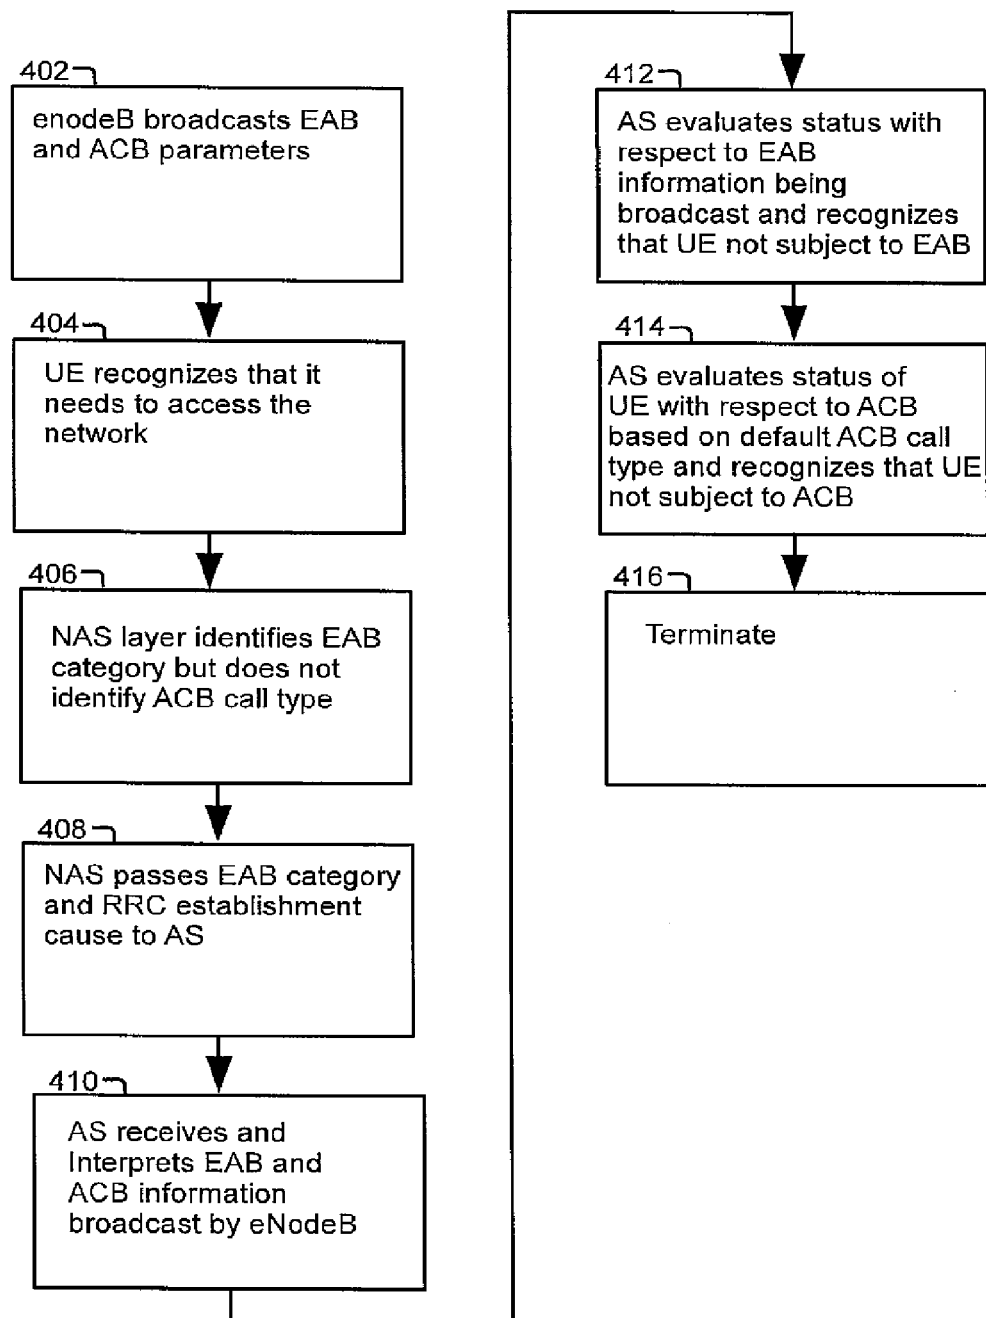 402
enodeB broadcasts EAB
and ACB parameters
404
UE recognizes that it
needs to access the
network
406
NAS layer identifies EAB
category but does not
identify ACB call type
408
NAS passes EAB category
and RRC establishment
cause to AS
410
AS receives and
Interprets EAB and
ACB information
broadcast by eNodeB
412
AS evaluates status with
respect to EAB
information being
broadcast and recognizes
that UE not subject to EAB
414
AS evaluates status of
UE with respect to ACB
based on default ACB call
type and recognizes that UE
not subject to ACB
416
Terminate